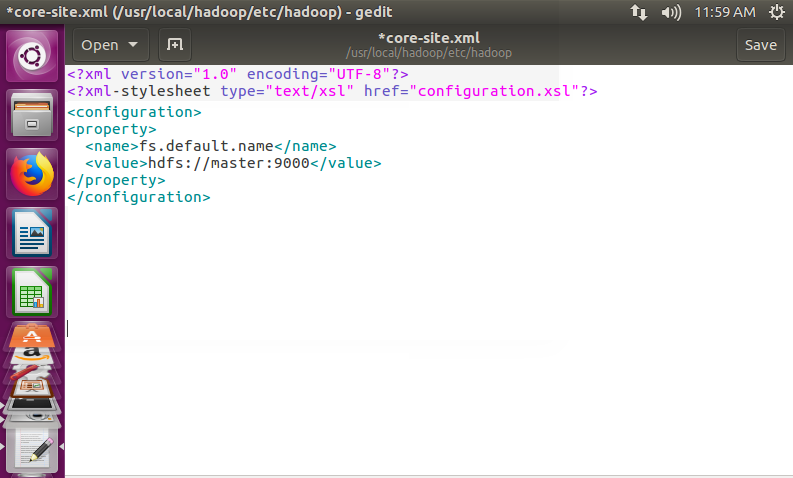 *core-site.xml (/usr/local/hadoop/etc/hadoop) - gedit
11:59 AM
Open
*core-site.xml
/usr/local/hadoop/etc/hadoop
Save
<?xml version="1.0" encoding="UTF-8"?>
<?xml-stylesheet type="text/xsl" href="configuration.xsl"?>
<configuration>
<property>
  <name>fs.default.name</name>
  <value>hdfs://master:9000</value>
</property>
</configuration>